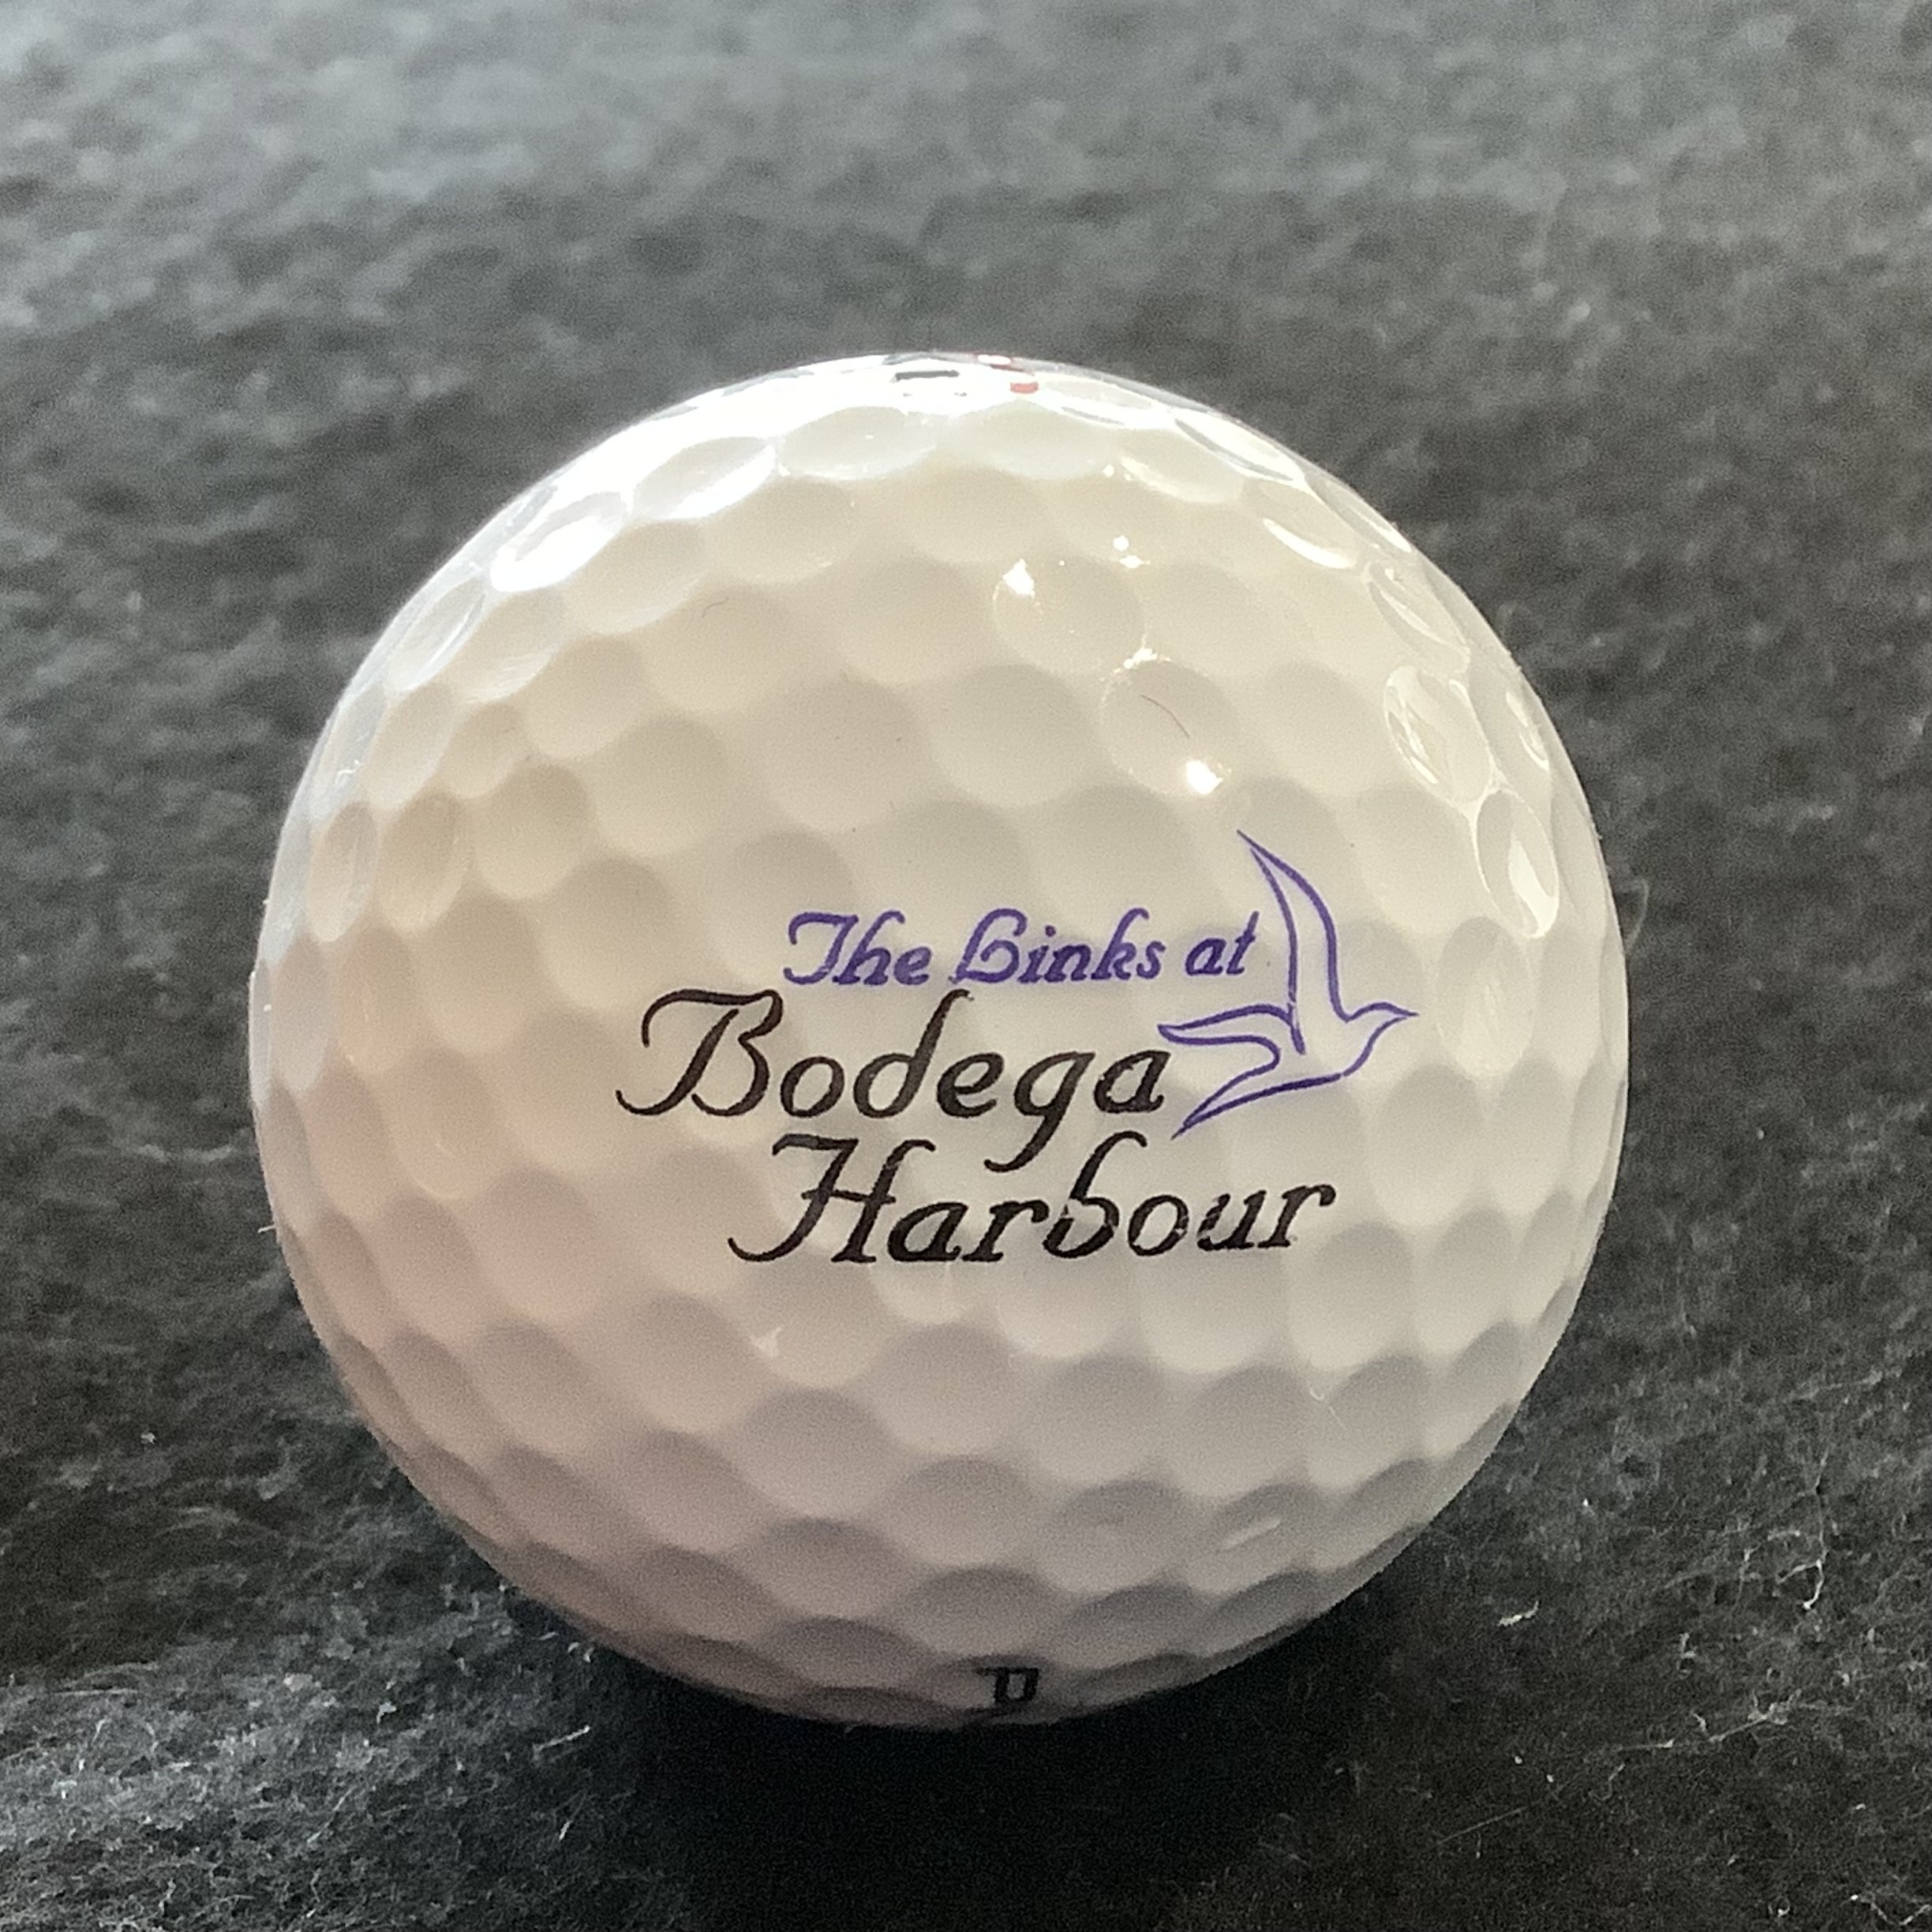 The Links at
Bodega
Harbour